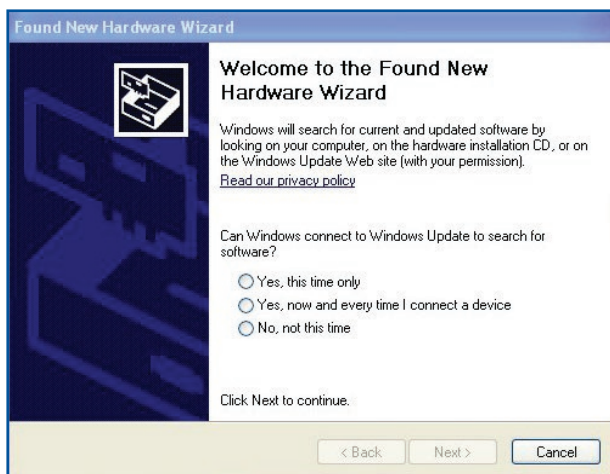 Found New Hardware Wizard
Welcome to the Found New
Hardware Wizard
Windows will search for current and updated software by
looking on your computer, on the hardware installation CD, or on
the Windows Update Web site (with your permission).
Read our privacy policy
Can Windows connect to Windows Update to search for
software?
Yes, this time only
Yes, now and every time I connect a device
No, not this time
Click Next to continue.
< Back Next > Cancel